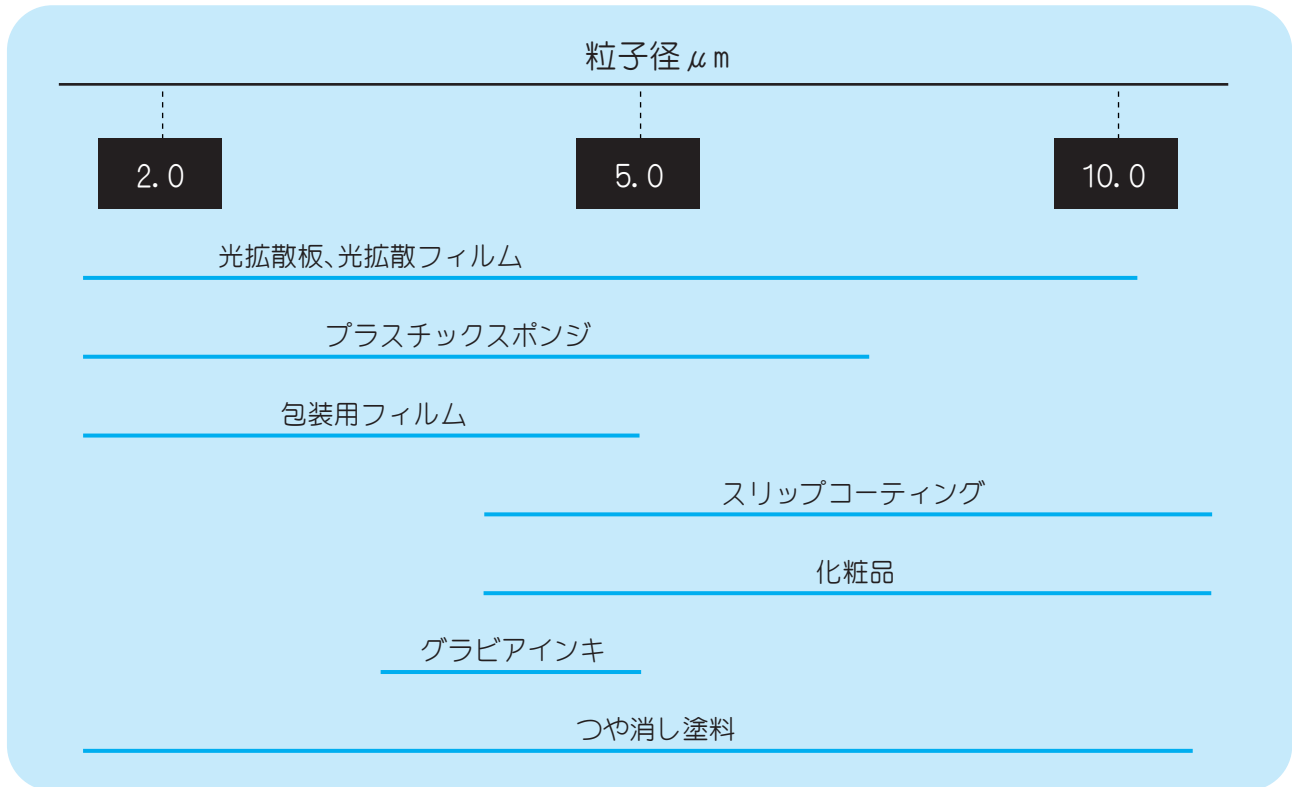 粒子径μm
2.0 5.0 10.0
光拡散板、光拡散フィルム
プラスチックスポンジ
包装用フィルム
スリップコーティング
化粧品
グラビアインキ
つや消し塗料